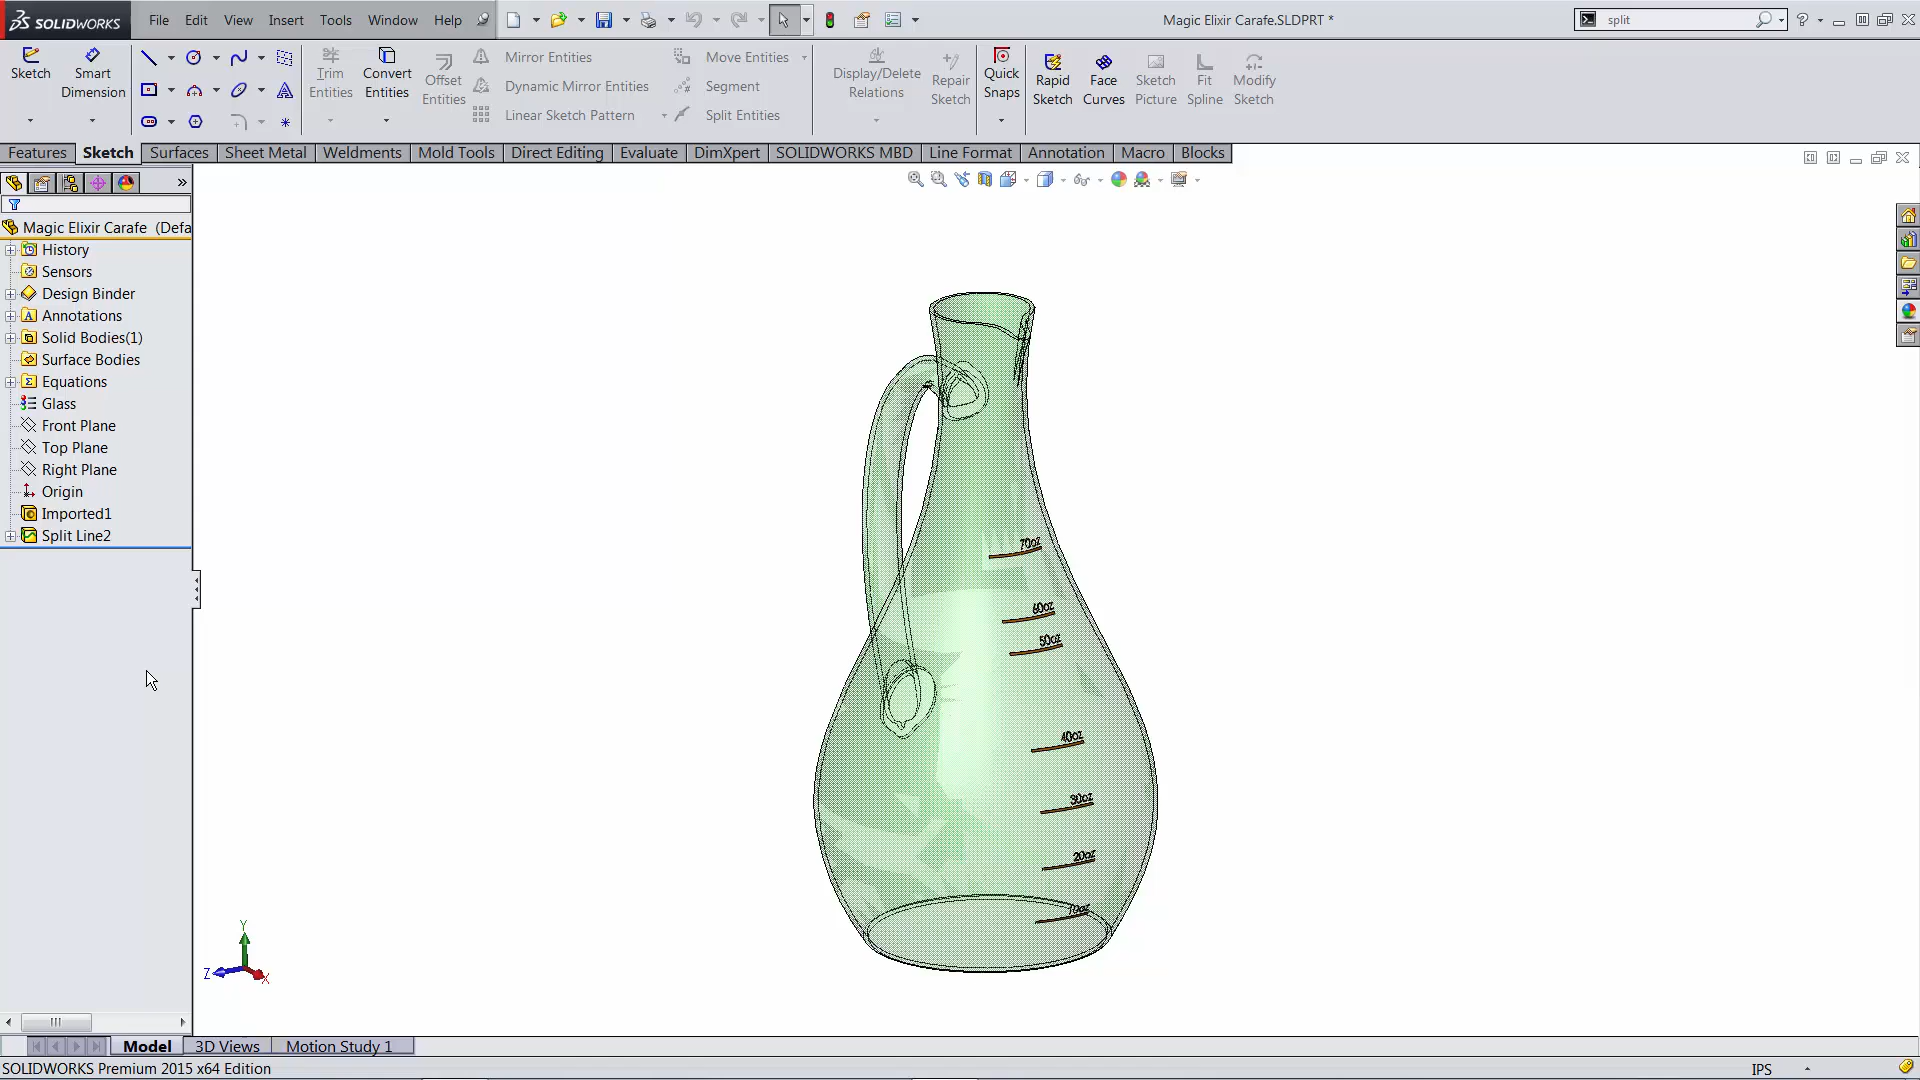 SOLIDWORKS
File Edit View Insert Tools Window Help
Magic Elixir Carafe.SLDPRT *
split
Sketch
Smart Dimension
Trim Entities
Convert Entities
Offset Entities
Mirror Entities
Dynamic Mirror Entities
Linear Sketch Pattern
Move Entities
Segment
Split Entities
Display/Delete Relations
Repair Sketch
Quick Snaps
Rapid Sketch
Face Curves
Sketch Picture
Fit Spline
Modify Sketch
Features Sketch Surfaces Sheet Metal Weldments Mold Tools Direct Editing Evaluate DimXpert SOLIDWORKS MBD Line Format Annotation Macro Blocks
Magic Elixir Carafe (Defa
History
Sensors
Design Binder
Annotations
Solid Bodies(1)
Surface Bodies
Equations
Glass
Front Plane
Top Plane
Right Plane
Origin
Imported1
Split Line2
70oz
60oz
50oz
40oz
30oz
20oz
10oz
Y
Z
X
Model 3D Views Motion Study 1
SOLIDWORKS Premium 2015 x64 Edition
IPS